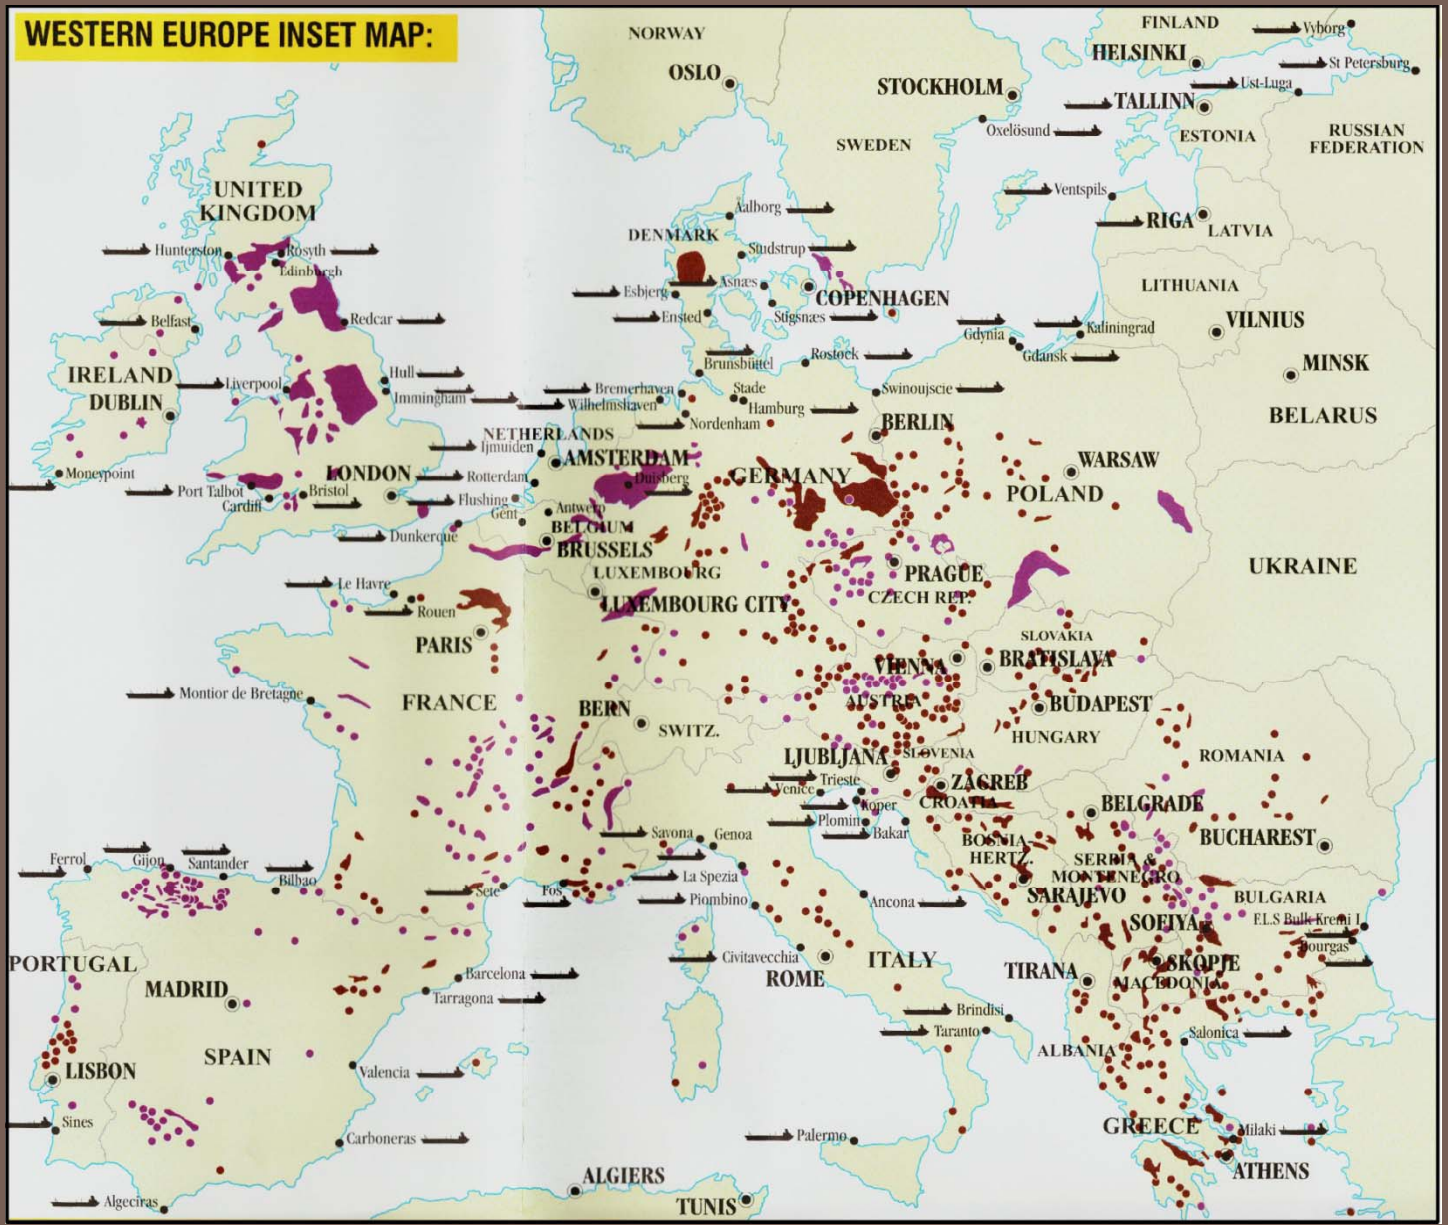 WESTERN EUROPE INSET MAP:
NORWAY
OSLO
STOCKHOLM
SWEDEN
Oxelösund
FINLAND
HELSINKI
Vyborg
St Petersburg
Ust-Luga
TALLINN
ESTONIA
RUSSIAN
FEDERATION
Ventspils
RIGA
LATVIA
LITHUANIA
VILNIUS
MINSK
BELARUS
UNITED
KINGDOM
Hunterston
Rosyth
Edinburgh
Redcar
Belfast
IRELAND
DUBLIN
Moneypoint
Liverpool
Hull
Immingham
LONDON
Port Talbot
Cardiff
Bristol
Aalborg
DENMARK
Studstrup
Asnæs
Esbjerg
Ensted
COPENHAGEN
Stigsnæs
Gdynia
Kaliningrad
Gdansk
Rostock
Brunsbüttel
Stade
Hamburg
Bremerhaven
Wilhelmshaven
Nordenham
Swinoujscie
BERLIN
GERMANY
WARSAW
POLAND
NETHERLANDS
Ijmuiden
AMSTERDAM
Rotterdam
Duisberg
Flushing
Gent
Antwerp
BELGIUM
BRUSSELS
Dunkerque
LUXEMBOURG
LUXEMBOURG CITY
PRAGUE
CZECH REP.
UKRAINE
Le Havre
Rouen
PARIS
FRANCE
Montior de Bretagne
BERN
SWITZ.
SLOVAKIA
VIENNA
BRATISLAVA
AUSTRIA
BUDAPEST
HUNGARY
ROMANIA
LJUBLJANA
SLOVENIA
Trieste
Venice
Koper
Plomin
Bakar
ZAGREB
CROATIA
BELGRADE
BUCHAREST
BOSNIA-
HERTZ.
SERBIA &
MONTENEGRO
SARAJEVO
BULGARIA
SOFIYA
F.L.S Bulk Kremi I
Bourgas
SKOPJE
MACEDONIA
TIRANA
ALBANIA
Salonica
GREECE
Milaki
ATHENS
Savona
Genoa
La Spezia
Piombino
Ancona
Civitavecchia
ROME
ITALY
Brindisi
Taranto
Palermo
Sete
Fos
Ferrol
Gijon
Santander
Bilbao
PORTUGAL
MADRID
SPAIN
LISBON
Sines
Barcelona
Tarragona
Valencia
Carboneras
Algeciras
ALGIERS
TUNIS